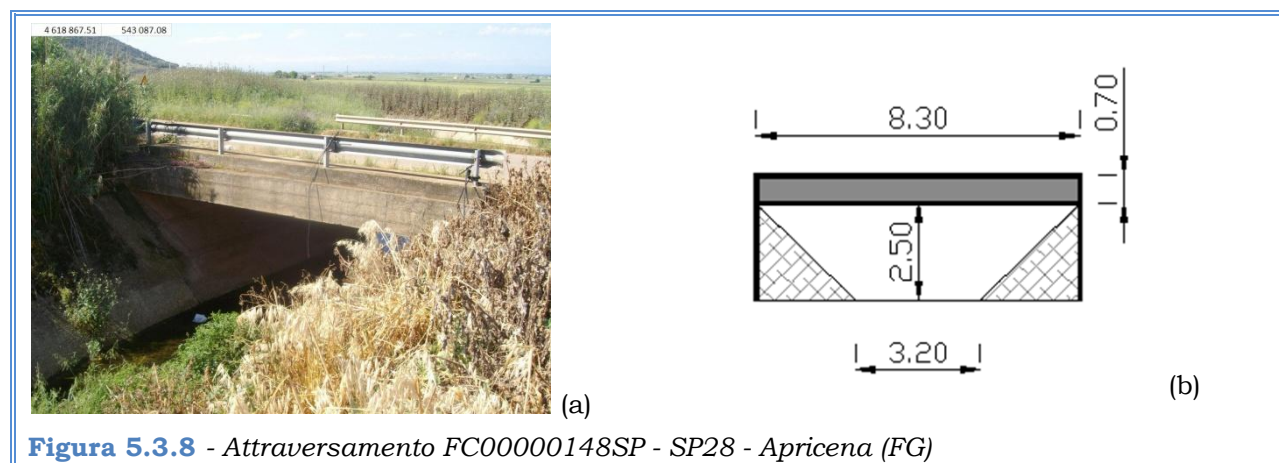 4 618 867.51 543 087.08
8.30
0.70
2.50
3.20
(a)
(b)
Figura 5.3.8 - Attraversamento FC00000148SP - SP28 - Apricena (FG)